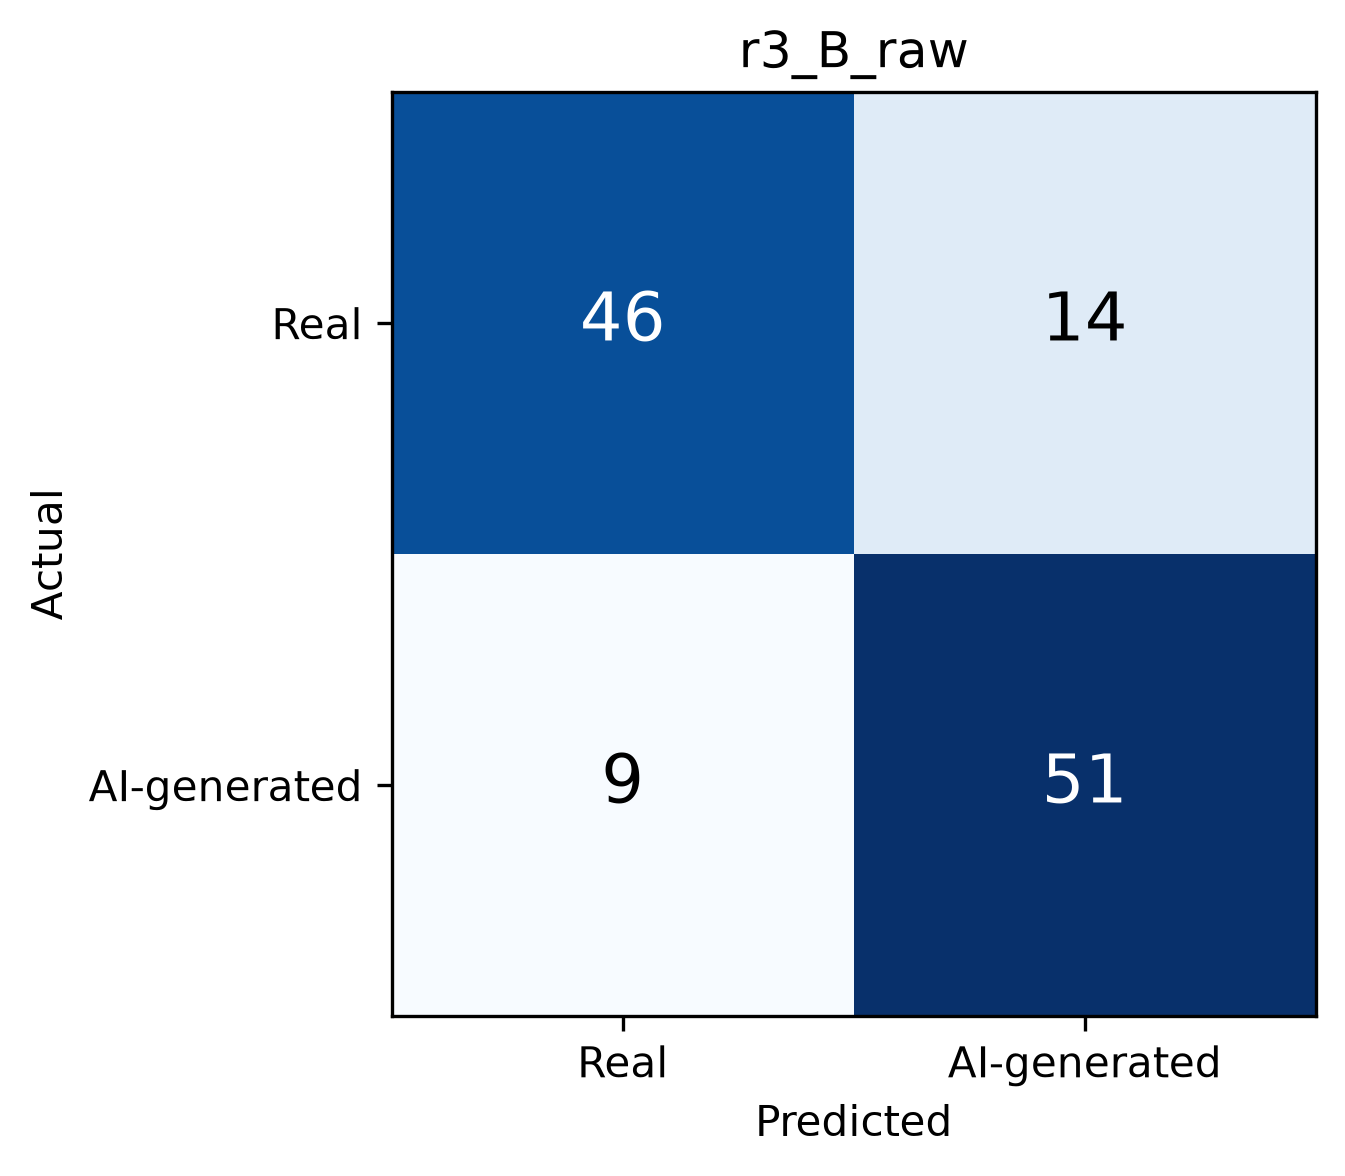 r3_B_raw
Real
46
14
Actual
AI-generated
9
51
Real
AI-generated
Predicted